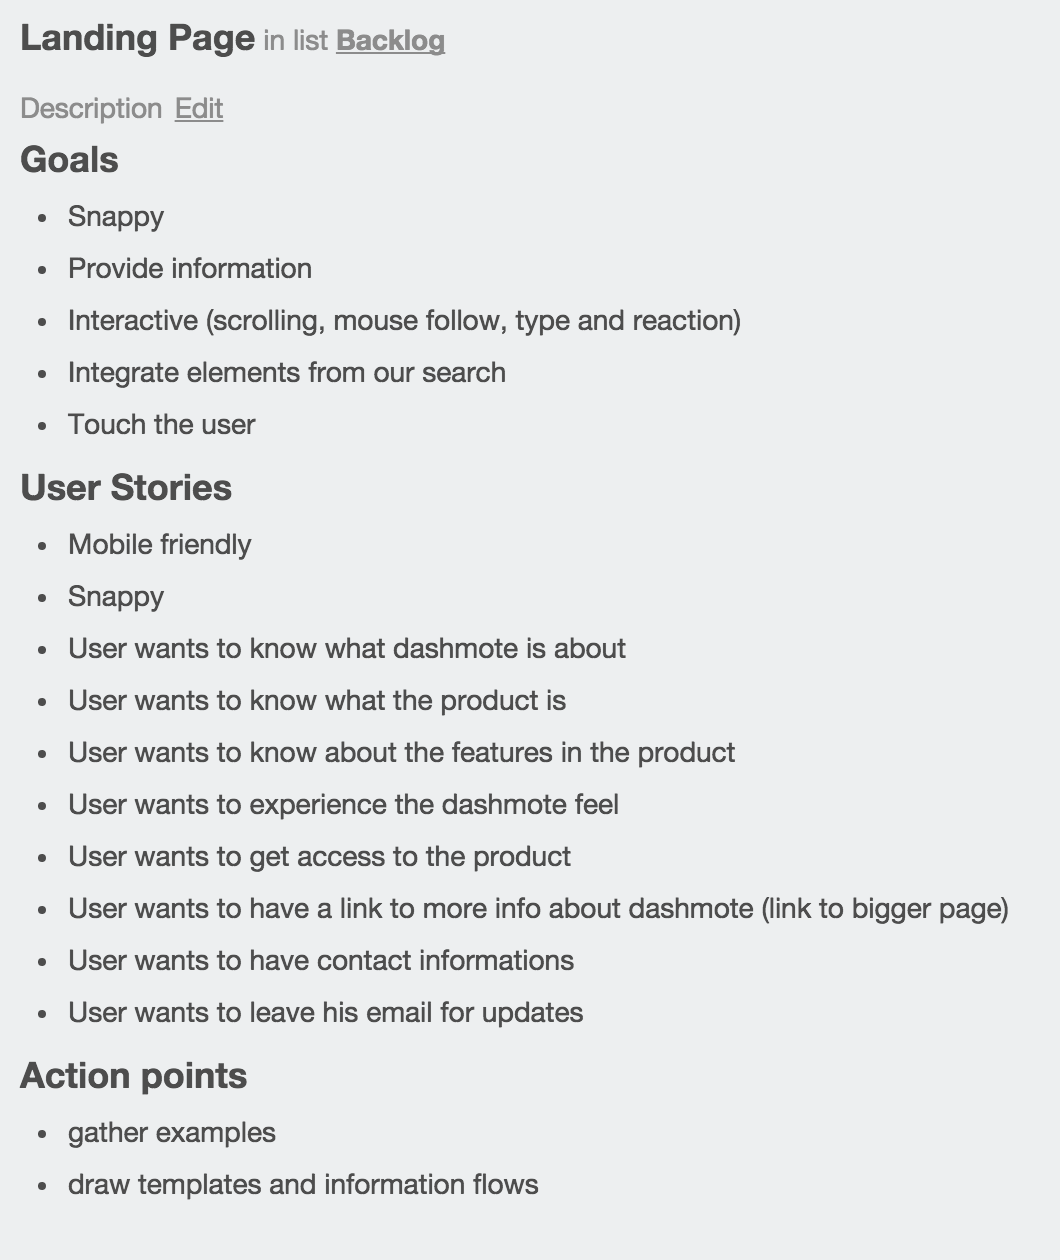 Landing Page in list Backlog
Description Edit
Goals
• Snappy
• Provide information
• Interactive (scrolling, mouse follow, type and reaction)
• Integrate elements from our search
• Touch the user
User Stories
• Mobile friendly
• Snappy
• User wants to know what dashmote is about
• User wants to know what the product is
• User wants to know about the features in the product
• User wants to experience the dashmote feel
• User wants to get access to the product
• User wants to have a link to more info about dashmote (link to bigger page)
• User wants to have contact informations
• User wants to leave his email for updates
Action points
• gather examples
• draw templates and information flows